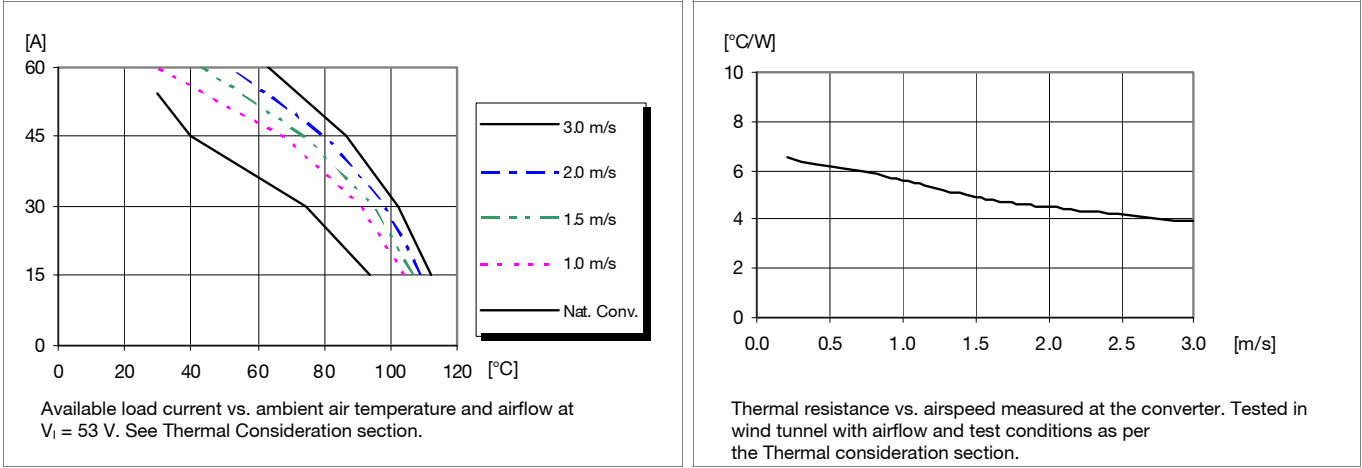 [A]
60
45
30
15
0
0 20 40 60 80 100 120 [°C]
3.0 m/s
2.0 m/s
1.5 m/s
1.0 m/s
Nat. Conv.
Available load current vs. ambient air temperature and airflow at
VI = 53 V. See Thermal Consideration section.
[°C/W]
10
8
6
4
2
0
0.0 0.5 1.0 1.5 2.0 2.5 3.0 [m/s]
Thermal resistance vs. airspeed measured at the converter. Tested in
wind tunnel with airflow and test conditions as per
the Thermal consideration section.